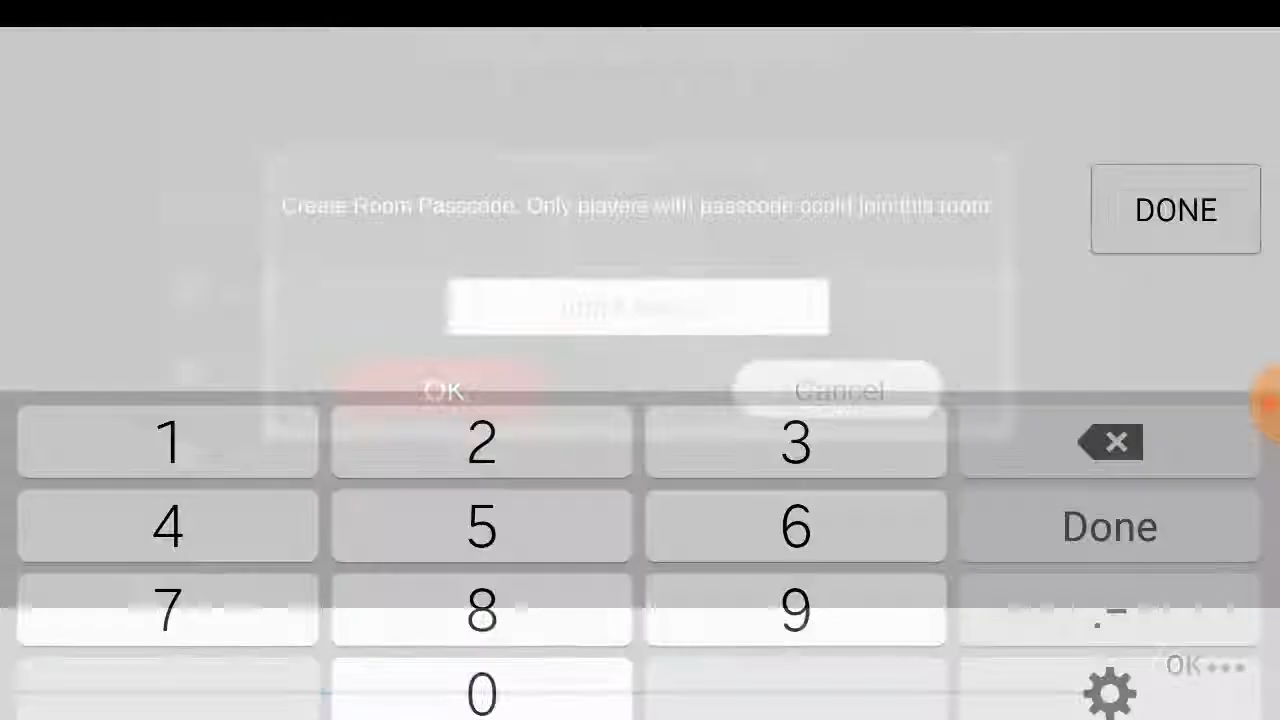 Create Room Passcode. Only players with passcode could join this room
DONE
OK
Cancel
1 2 3
4 5 6 Done
7 8 9 .-
OK
0